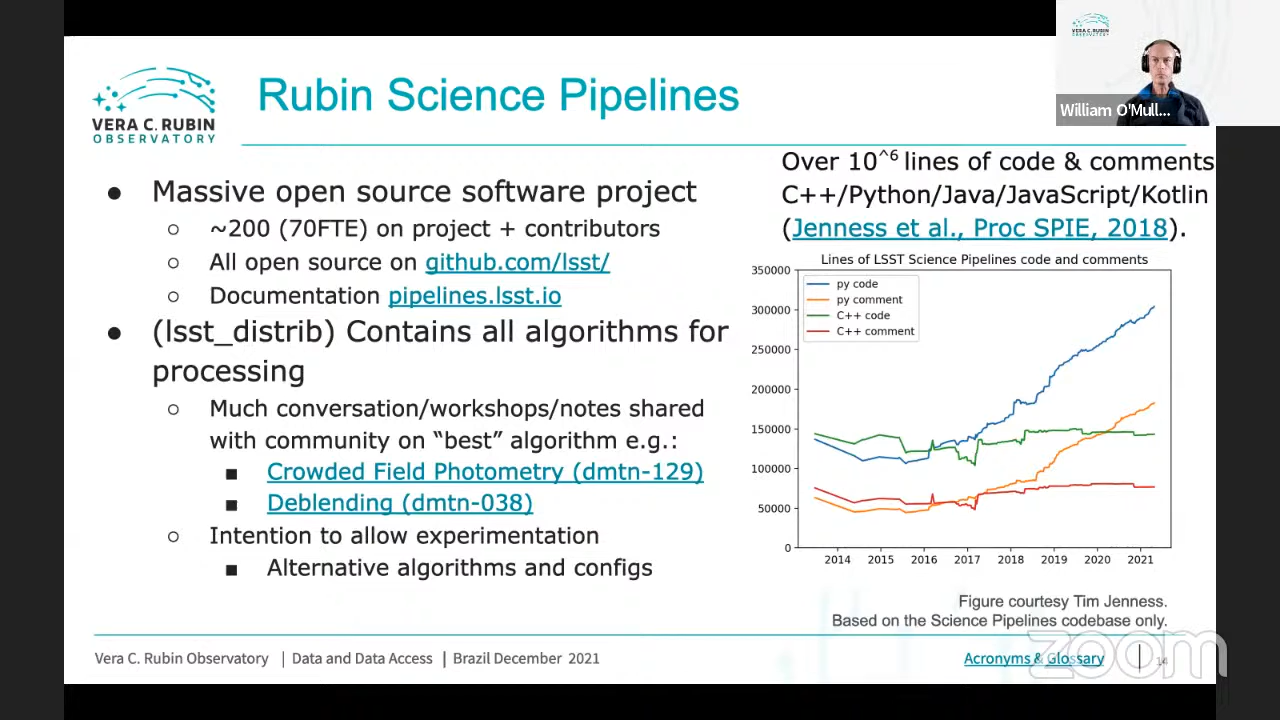 VERA C. RUBIN
OBSERVATORY
Rubin Science Pipelines
VERA C. RUBIN
OBSERVATORY
William O'Mull...
● Massive open source software project
○ ~200 (70FTE) on project + contributors
○ All open source on github.com/lsst/
○ Documentation pipelines.lsst.io
● (lsst_distrib) Contains all algorithms for
processing
○ Much conversation/workshops/notes shared
with community on “best” algorithm e.g.:
■ Crowded Field Photometry (dmtn-129)
■ Deblending (dmtn-038)
○ Intention to allow experimentation
■ Alternative algorithms and configs
Over 10^6 lines of code & comments
C++/Python/Java/JavaScript/Kotlin
(Jenness et al., Proc SPIE, 2018).
Lines of LSST Science Pipelines code and comments
350000
300000
250000
200000
150000
100000
50000
0
py code
py comment
C++ code
C++ comment
2014 2015 2016 2017 2018 2019 2020 2021
Figure courtesy Tim Jenness.
Based on the Science Pipelines codebase only.
Vera C. Rubin Observatory | Data and Data Access | Brazil December 2021
Acronyms & Glossary | 14
zoom